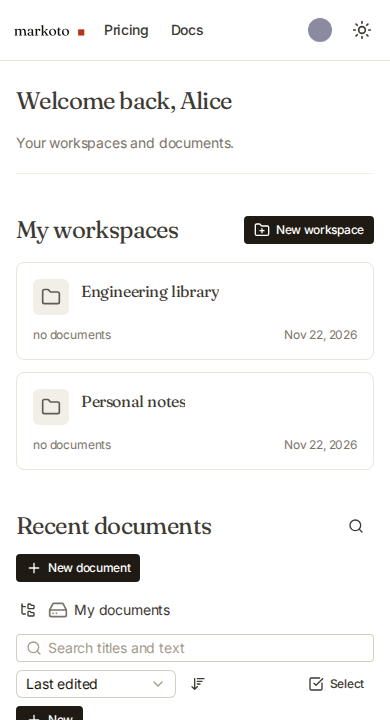 markoto Pricing Docs
Welcome back, Alice
Your workspaces and documents.
My workspaces
New workspace
Engineering library
no documents Nov 22, 2026
Personal notes
no documents Nov 22, 2026
Recent documents
New document
My documents
Search titles and text
Last edited
Select
New